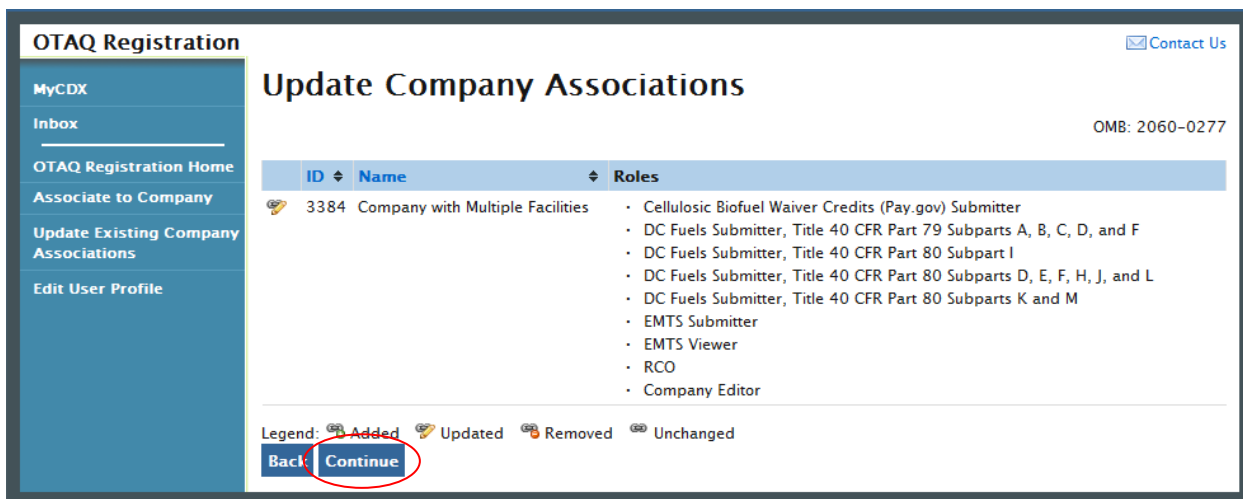 OTAQ Registration
Contact Us
MyCDX
Inbox
OTAQ Registration Home
Associate to Company
Update Existing Company
Associations
Edit User Profile
Update Company Associations
OMB: 2060-0277
ID Name Roles
3384 Company with Multiple Facilities
· Cellulosic Biofuel Waiver Credits (Pay.gov) Submitter
· DC Fuels Submitter, Title 40 CFR Part 79 Subparts A, B, C, D, and F
· DC Fuels Submitter, Title 40 CFR Part 80 Subpart I
· DC Fuels Submitter, Title 40 CFR Part 80 Subparts D, E, F, H, J, and L
· DC Fuels Submitter, Title 40 CFR Part 80 Subparts K and M
· EMTS Submitter
· EMTS Viewer
· RCO
· Company Editor
Legend: Added Updated Removed Unchanged
Back Continue